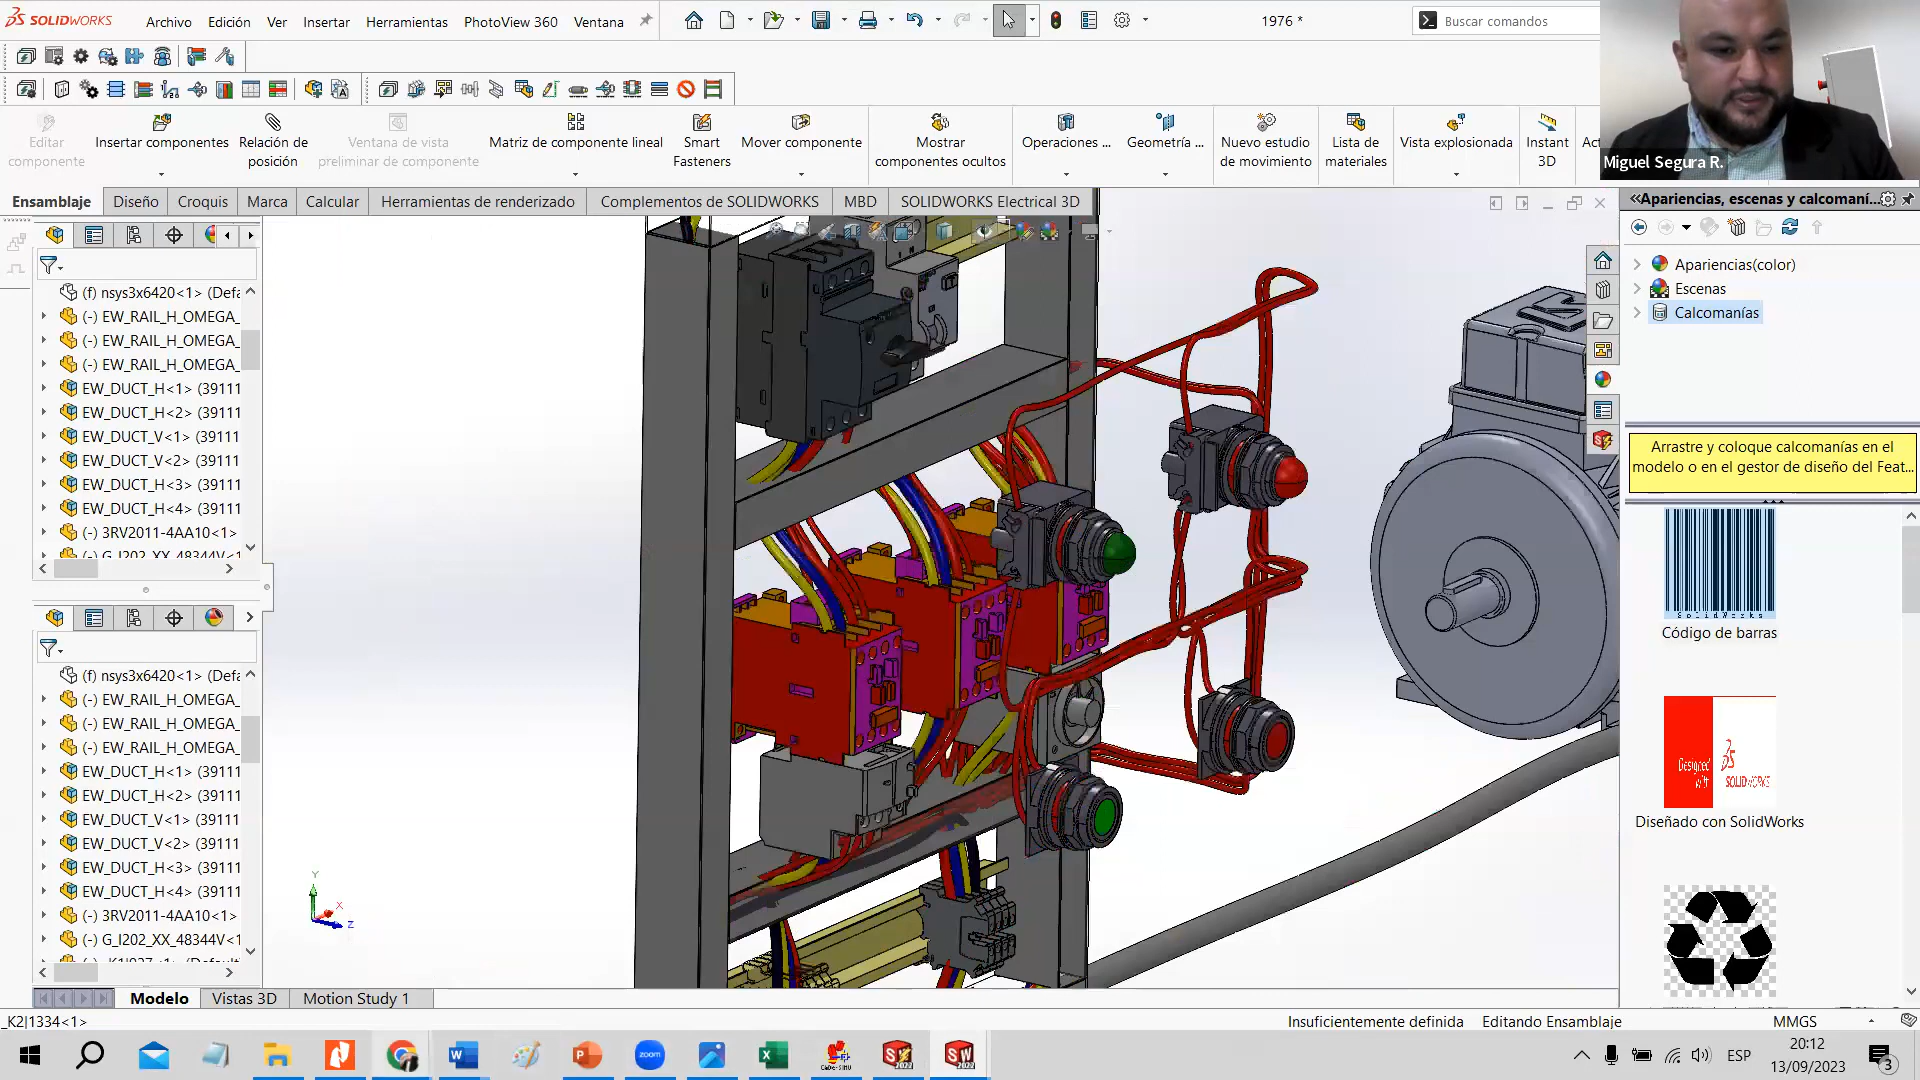 SOLIDWORKS
Archivo
Edición
Ver
Insertar
Herramientas
PhotoView 360
Ventana
1976 *
Buscar comandos
Editar
componente
Insertar componentes
Relación de
posición
Ventana de vista
preliminar de componente
Matriz de componente lineal
Smart
Fasteners
Mover componente
Mostrar
componentes ocultos
Operaciones ...
Geometría ...
Nuevo estudio
de movimiento
Lista de
materiales
Vista explosionada
Instant
3D
Miguel Segura R.
Ensamblaje
Diseño
Croquis
Marca
Calcular
Herramientas de renderizado
Complementos de SOLIDWORKS
MBD
SOLIDWORKS Electrical 3D
Apariencias, escenas y calcomaní...
Apariencias(color)
Escenas
Calcomanías
Arrastre y coloque calcomanías en el
modelo o en el gestor de diseño del Feat...
SolidWorks
Código de barras
Designed
with
SOLIDWORKS
Diseñado con SolidWorks
(f) nsys3x6420<1> (Defa
(-) EW_RAIL_H_OMEGA_
(-) EW_RAIL_H_OMEGA_
(-) EW_RAIL_H_OMEGA_
EW_DUCT_H<1> (39111
EW_DUCT_H<2> (39111
EW_DUCT_V<1> (39111
EW_DUCT_V<2> (39111
EW_DUCT_H<3> (39111
EW_DUCT_H<4> (39111
(-) 3RV2011-4AA10<1>
G_I202_XX_48344V<1
(f) nsys3x6420<1> (Defa
(-) EW_RAIL_H_OMEGA_
(-) EW_RAIL_H_OMEGA_
(-) EW_RAIL_H_OMEGA_
EW_DUCT_H<1> (39111
EW_DUCT_H<2> (39111
EW_DUCT_V<1> (39111
EW_DUCT_V<2> (39111
EW_DUCT_H<3> (39111
EW_DUCT_H<4> (39111
(-) 3RV2011-4AA10<1>
(-) G_I202_XX_48344V<1
Y
X
Z
Modelo
Vistas 3D
Motion Study 1
_K2|1334<1>
Insuficientemente definida
Editando Ensamblaje
MMGS
zoom
ESP
20:12
13/09/2023
3